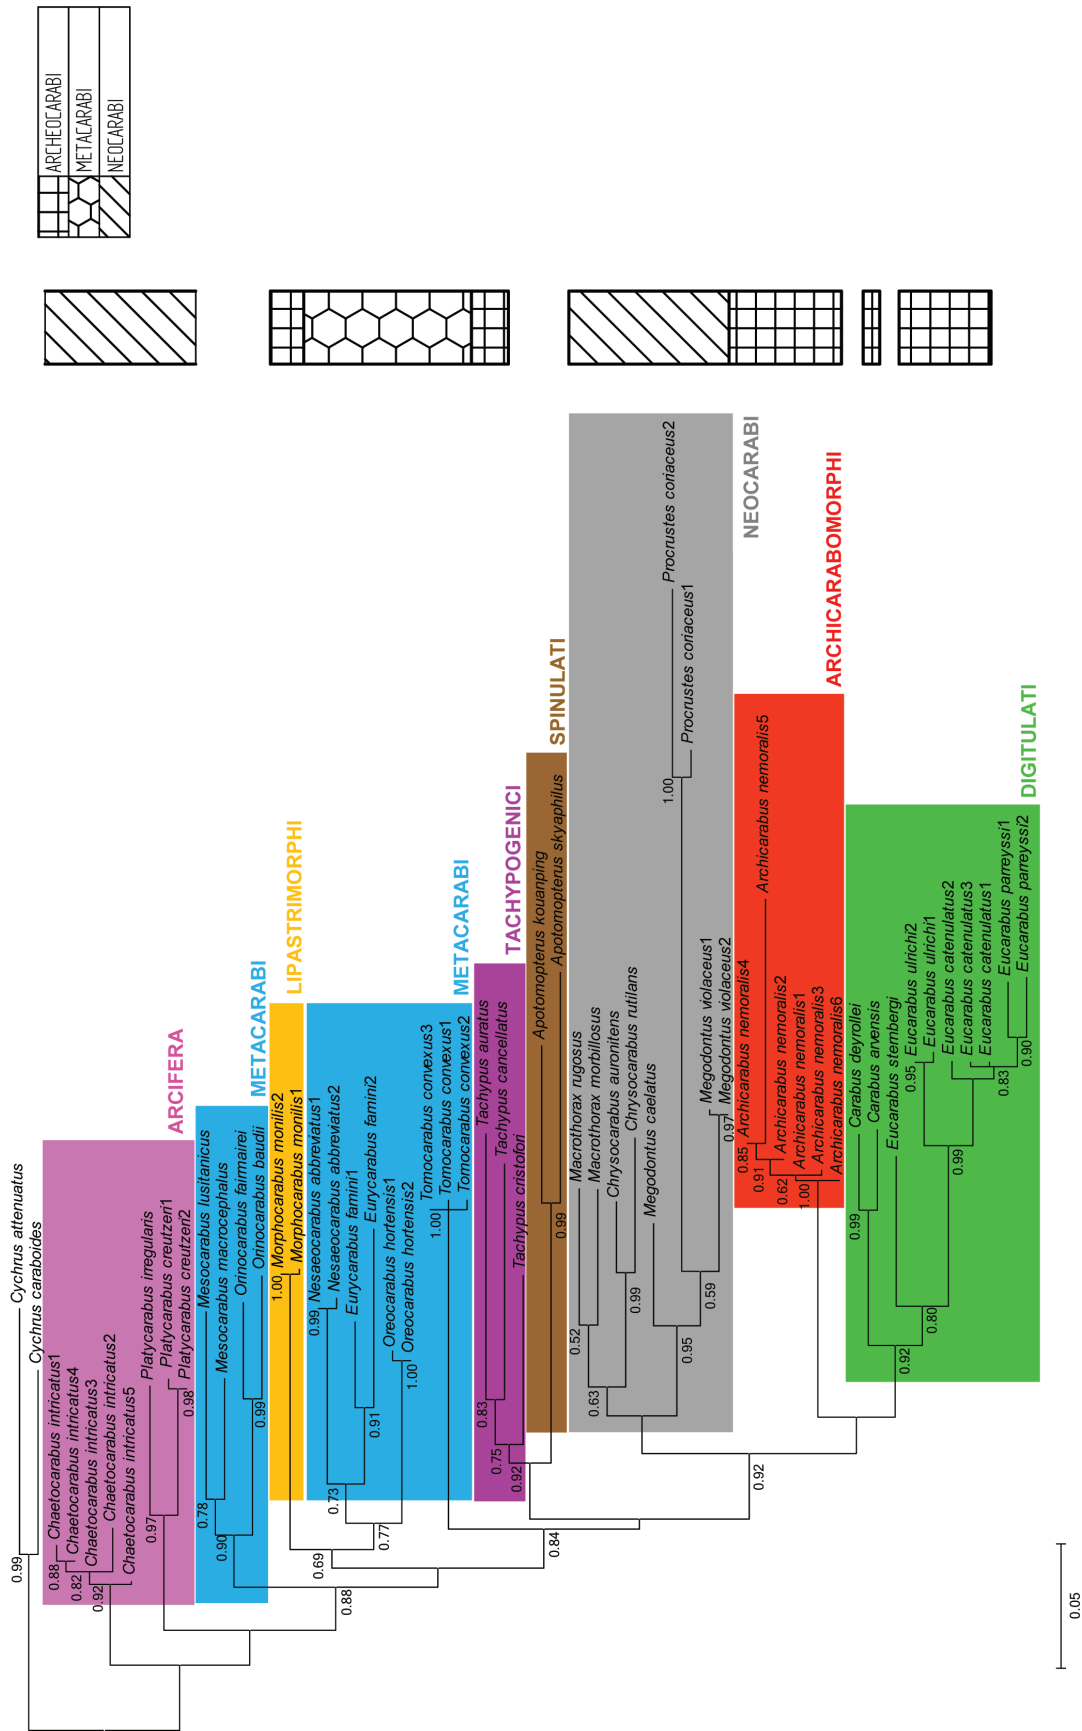 ARCHEOCARABI
METACARABI
NEOCARABI
Cychrus attenuatus
Cychrus caraboides
0.99
Chaetocarabus intricatus1
Chaetocarabus intricatus4
Chaetocarabus intricatus3
Chaetocarabus intricatus2
Chaetocarabus intricatus5
0.88
0.82
0.92
Platycarabus irregularis
Platycarabus creutzeri1
Platycarabus creutzeri2
0.97
0.98
ARCIFERA
Mesocarabus lusitanicus
Mesocarabus macrocephalus
Orinocarabus fairmairei
Orinocarabus baudii
0.78
0.90
0.99
METACARABI
0.88
Morphocarabus monilis2
Morphocarabus monilis1
1.00
LIPASTRIMORPHI
0.69
Nesaeocarabus abbreviatus1
Nesaeocarabus abbreviatus2
Eurycarabus famini1
Eurycarabus famini2
Oreocarabus hortensis1
Oreocarabus hortensis2
0.99
0.73
0.91
0.77
1.00
Tomocarabus convexus3
Tomocarabus convexus1
Tomocarabus convexus2
1.00
METACARABI
0.84
Tachypus auratus
Tachypus cancellatus
Tachypus cristofori
0.83
0.75
0.92
TACHYPOGENICI
Apotomopterus kouanping
Apotomopterus skyaphilus
0.99
SPINULATI
Macrothorax rugosus
Macrothorax morbillosus
Chrysocarabus auronitens
Chrysocarabus rutilans
Megodontus caelatus
0.52
0.63
0.99
0.95
Procrustes coriaceus2
Procrustes coriaceus1
1.00
Megodontus violaceus1
Megodontus violaceus2
0.59
0.97
NEOCARABI
0.92
Archicarabus nemoralis4
Archicarabus nemoralis5
Archicarabus nemoralis2
Archicarabus nemoralis1
Archicarabus nemoralis3
Archicarabus nemoralis6
0.85
0.91
0.62
1.00
ARCHICARABOMORPHI
Carabus deyrollei
Carabus arvensis
Eucarabus sternbergi
Eucarabus ulrichi2
Eucarabus ulrichi1
Eucarabus catenulatus2
Eucarabus catenulatus3
Eucarabus catenulatus1
Eucarabus parreyssi1
Eucarabus parreyssi2
0.99
0.92
0.80
0.95
0.99
0.83
0.90
DIGITULATI
0.05